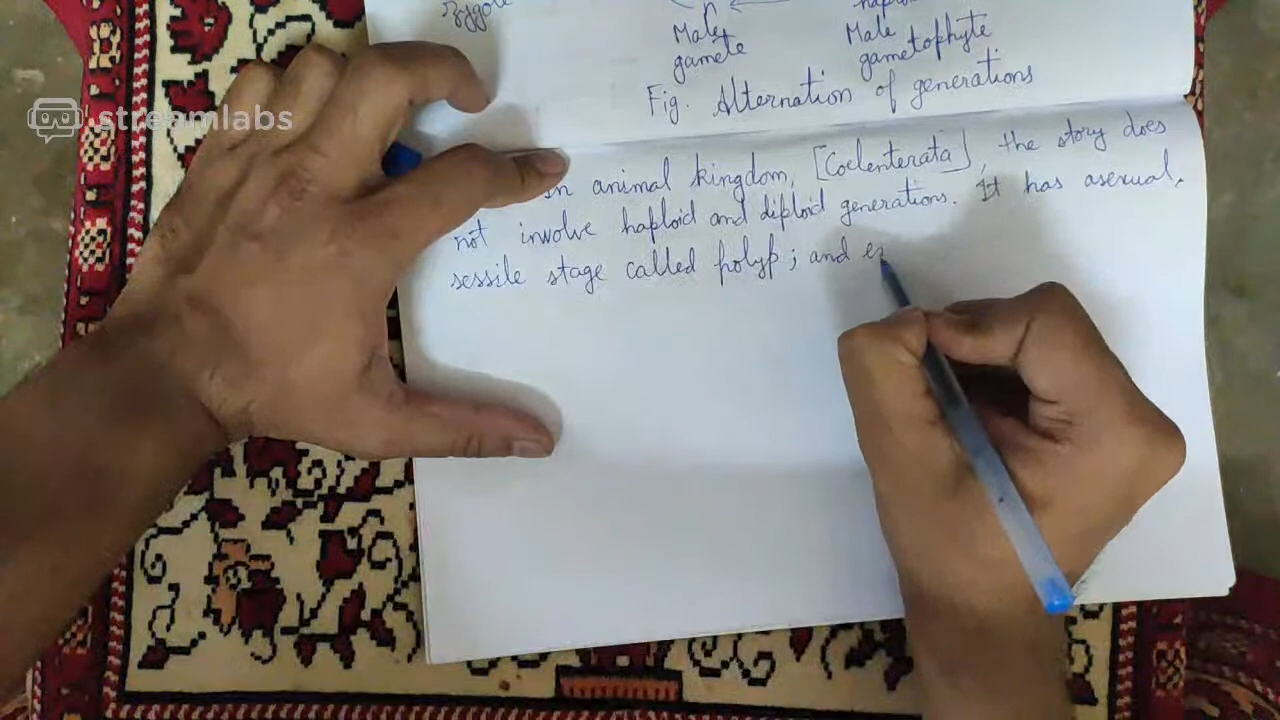 Zygote
Male
gamete
Male
gametophyte
Fig. Alternation of generations
In animal kingdom, [Coelenterata], the story does
not involve haploid and diploid generations. It has asexual,
sessile stage called polyp; and
streamlabs